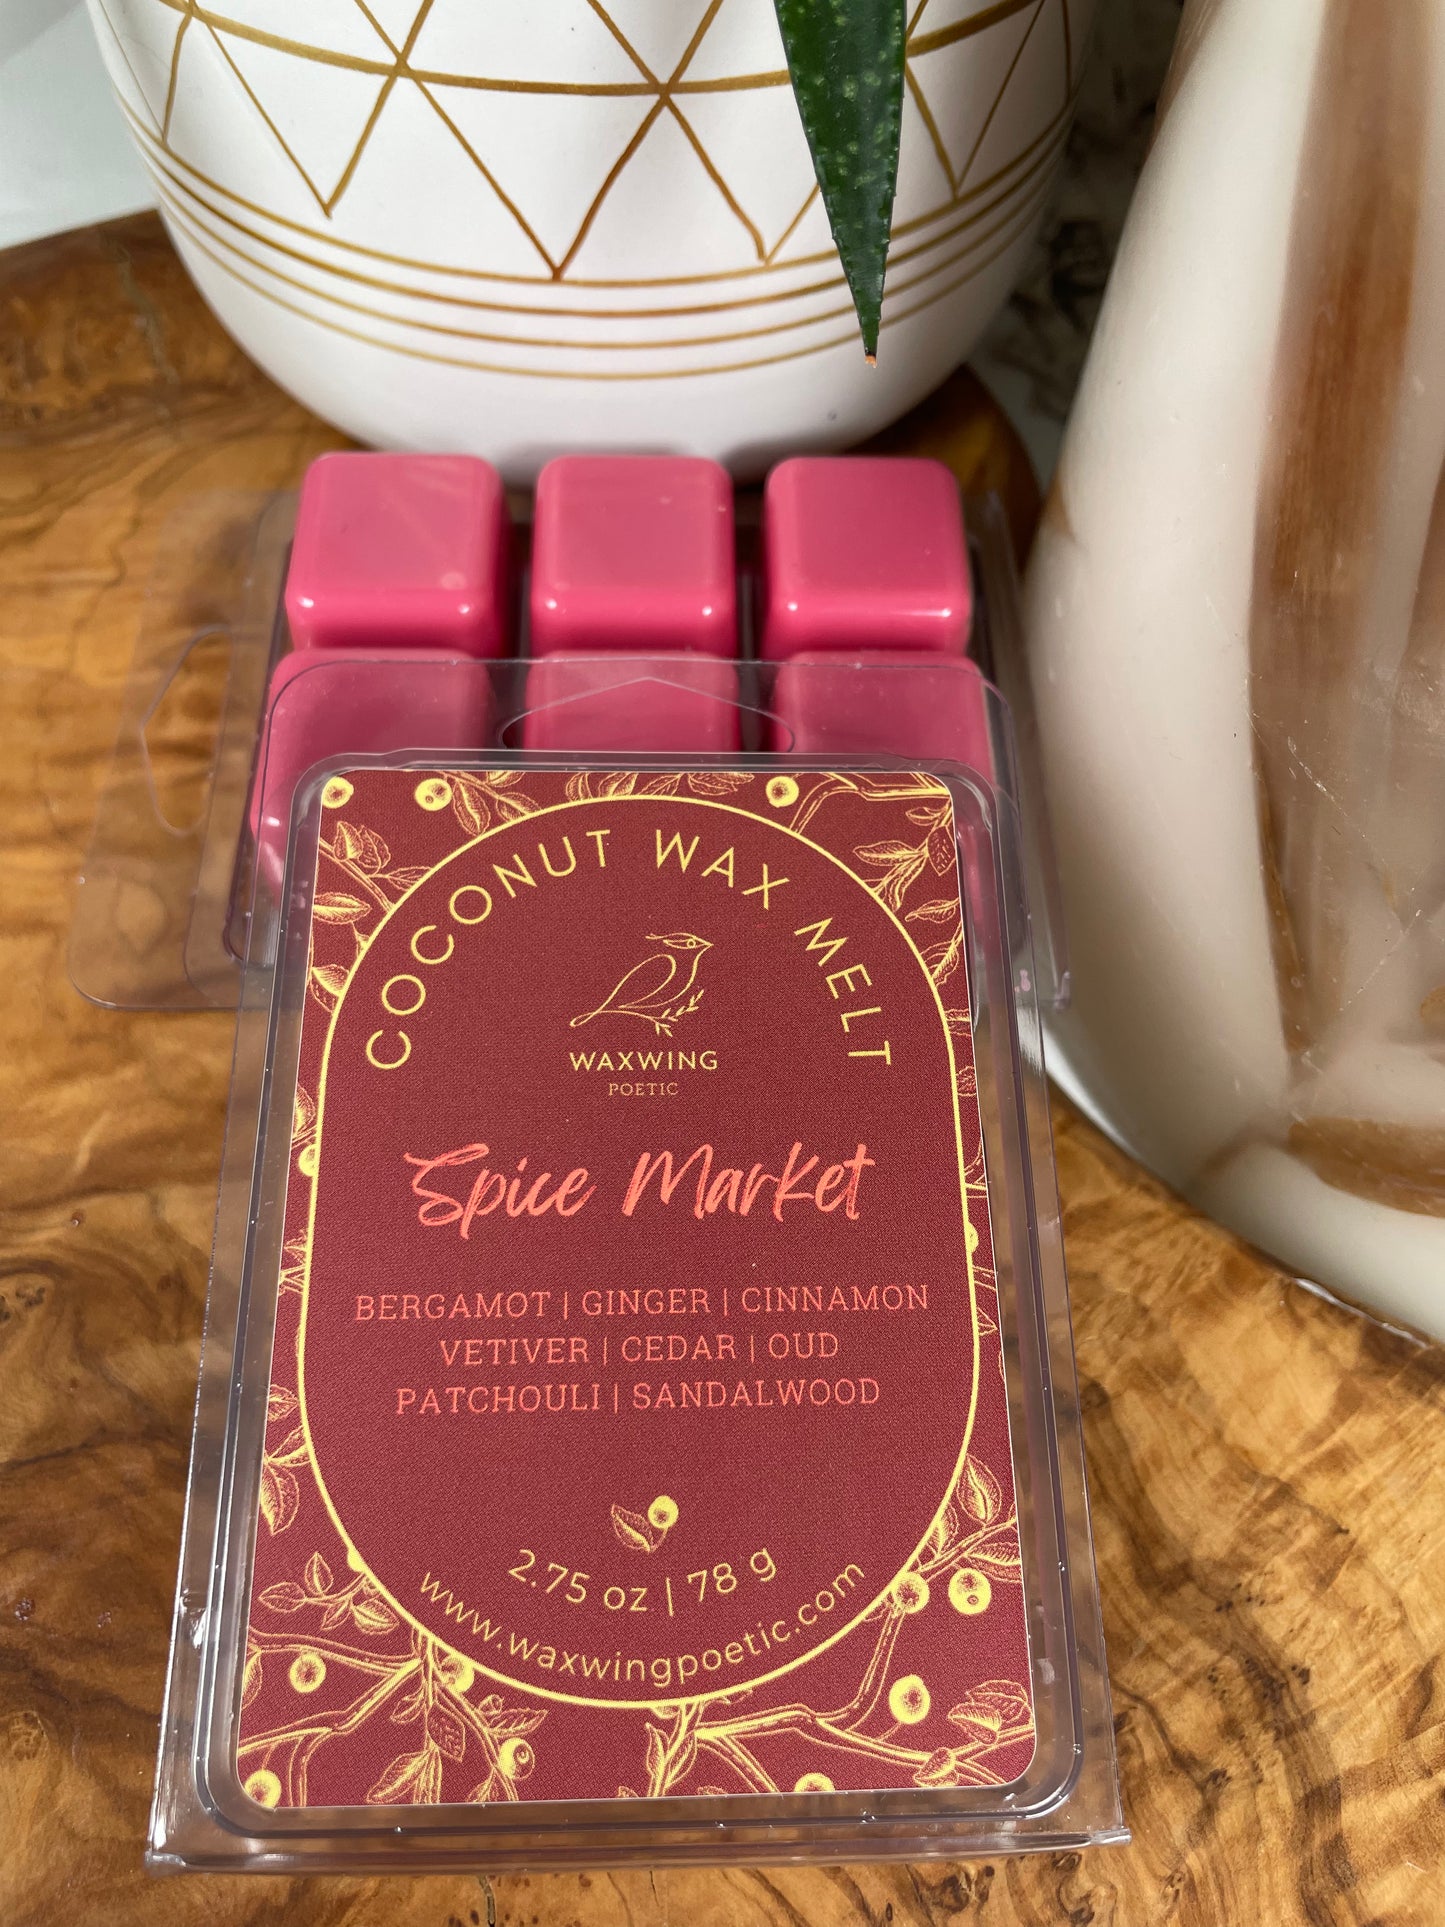 COCONUT WAX MELT
WAXWING
POETIC
Spice Market
BERGAMOT | GINGER | CINNAMON
VETIVER | CEDAR | OUD
PATCHOULI | SANDALWOOD
2.75 oz | 78 g
www.waxwingpoetic.com